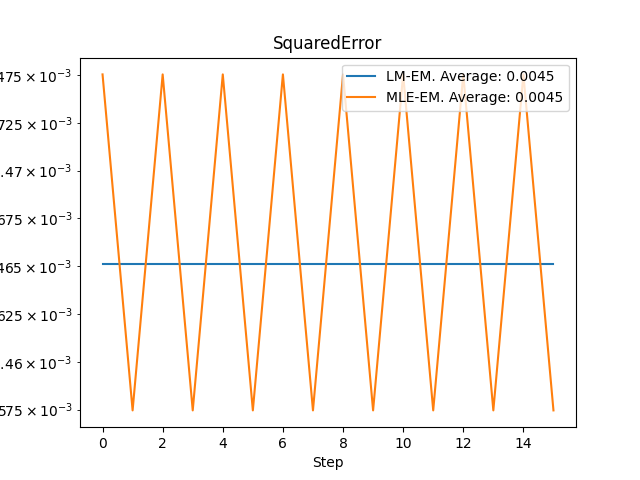 SquaredError
LM-EM. Average: 0.0045
MLE-EM. Average: 0.0045
475 × 10⁻³
725 × 10⁻³
.47 × 10⁻³
675 × 10⁻³
465 × 10⁻³
625 × 10⁻³
.46 × 10⁻³
575 × 10⁻³
0 2 4 6 8 10 12 14
Step